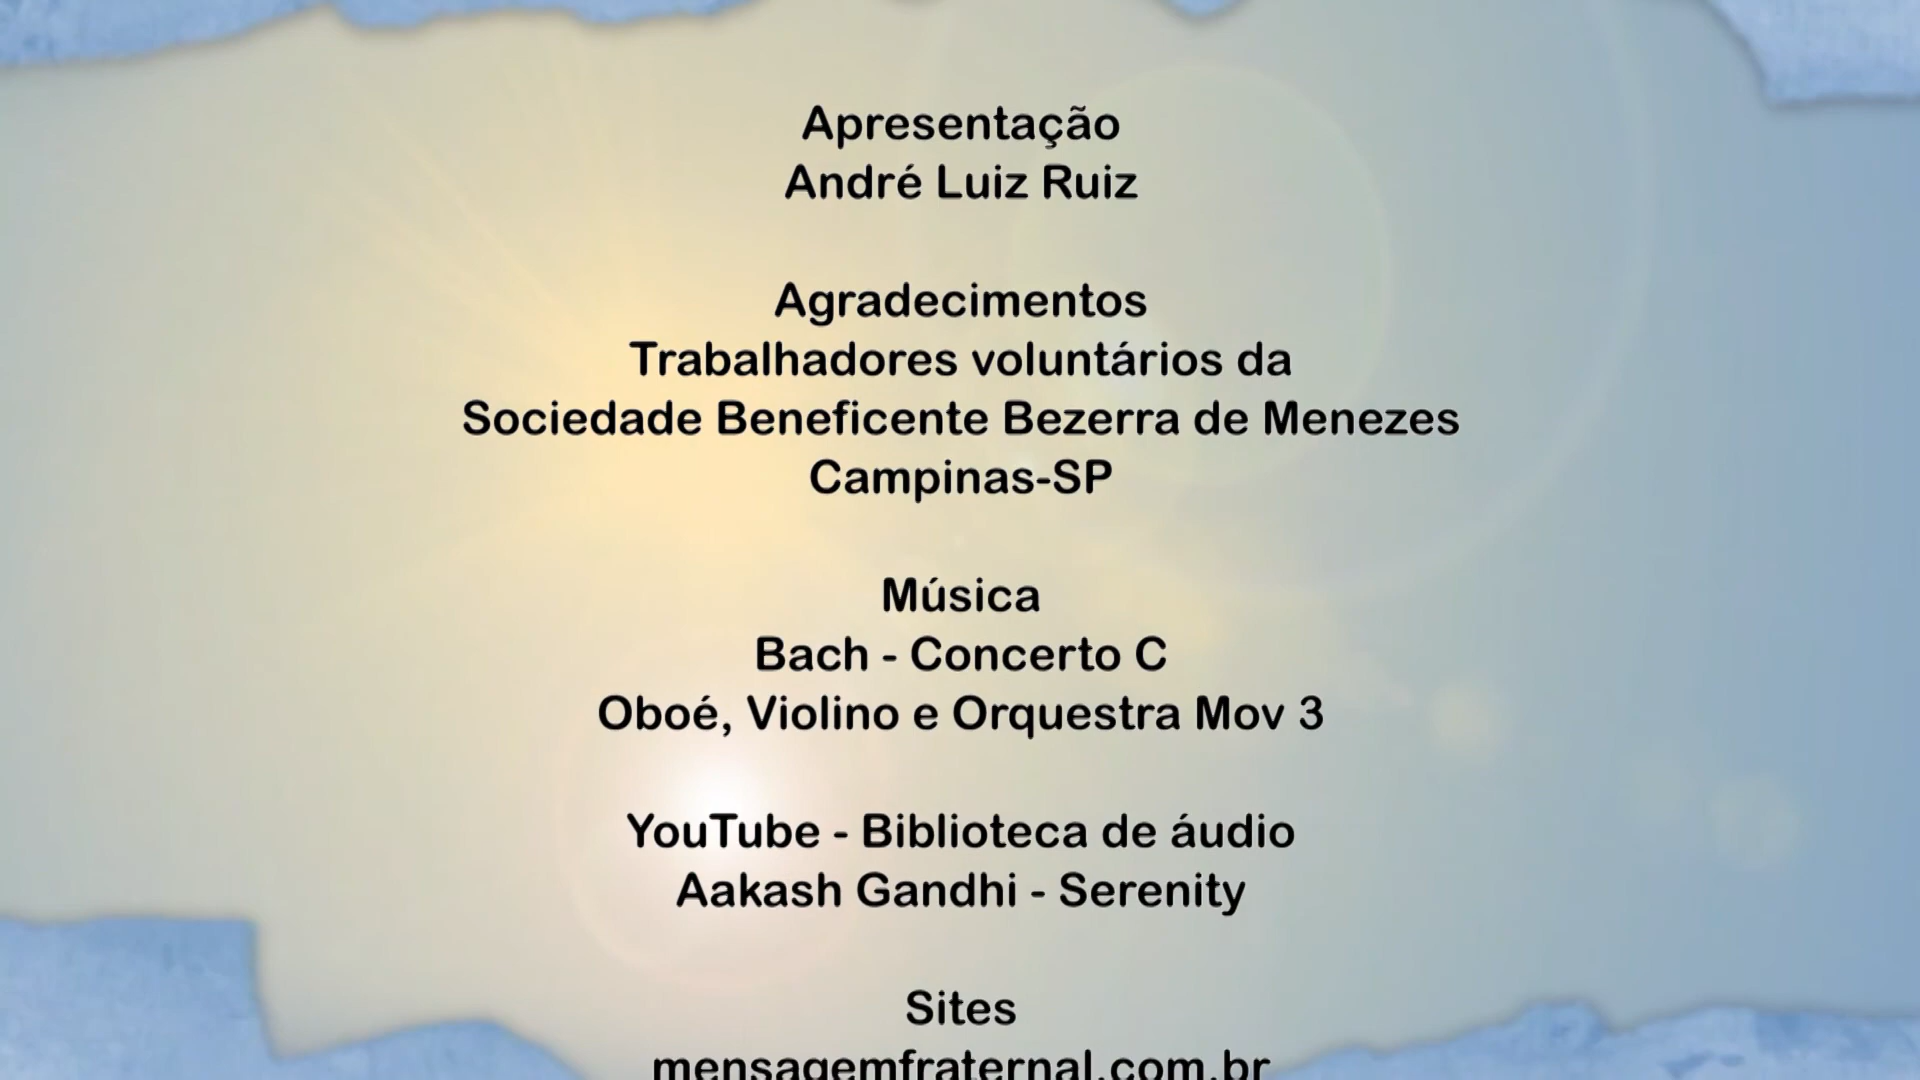 Apresentação
André Luiz Ruiz
Agradecimentos
Trabalhadores voluntários da
Sociedade Beneficente Bezerra de Menezes
Campinas-SP
Música
Bach - Concerto C
Oboé, Violino e Orquestra Mov 3
YouTube - Biblioteca de áudio
Aakash Gandhi - Serenity
Sites
mensagemfraternal.com.br